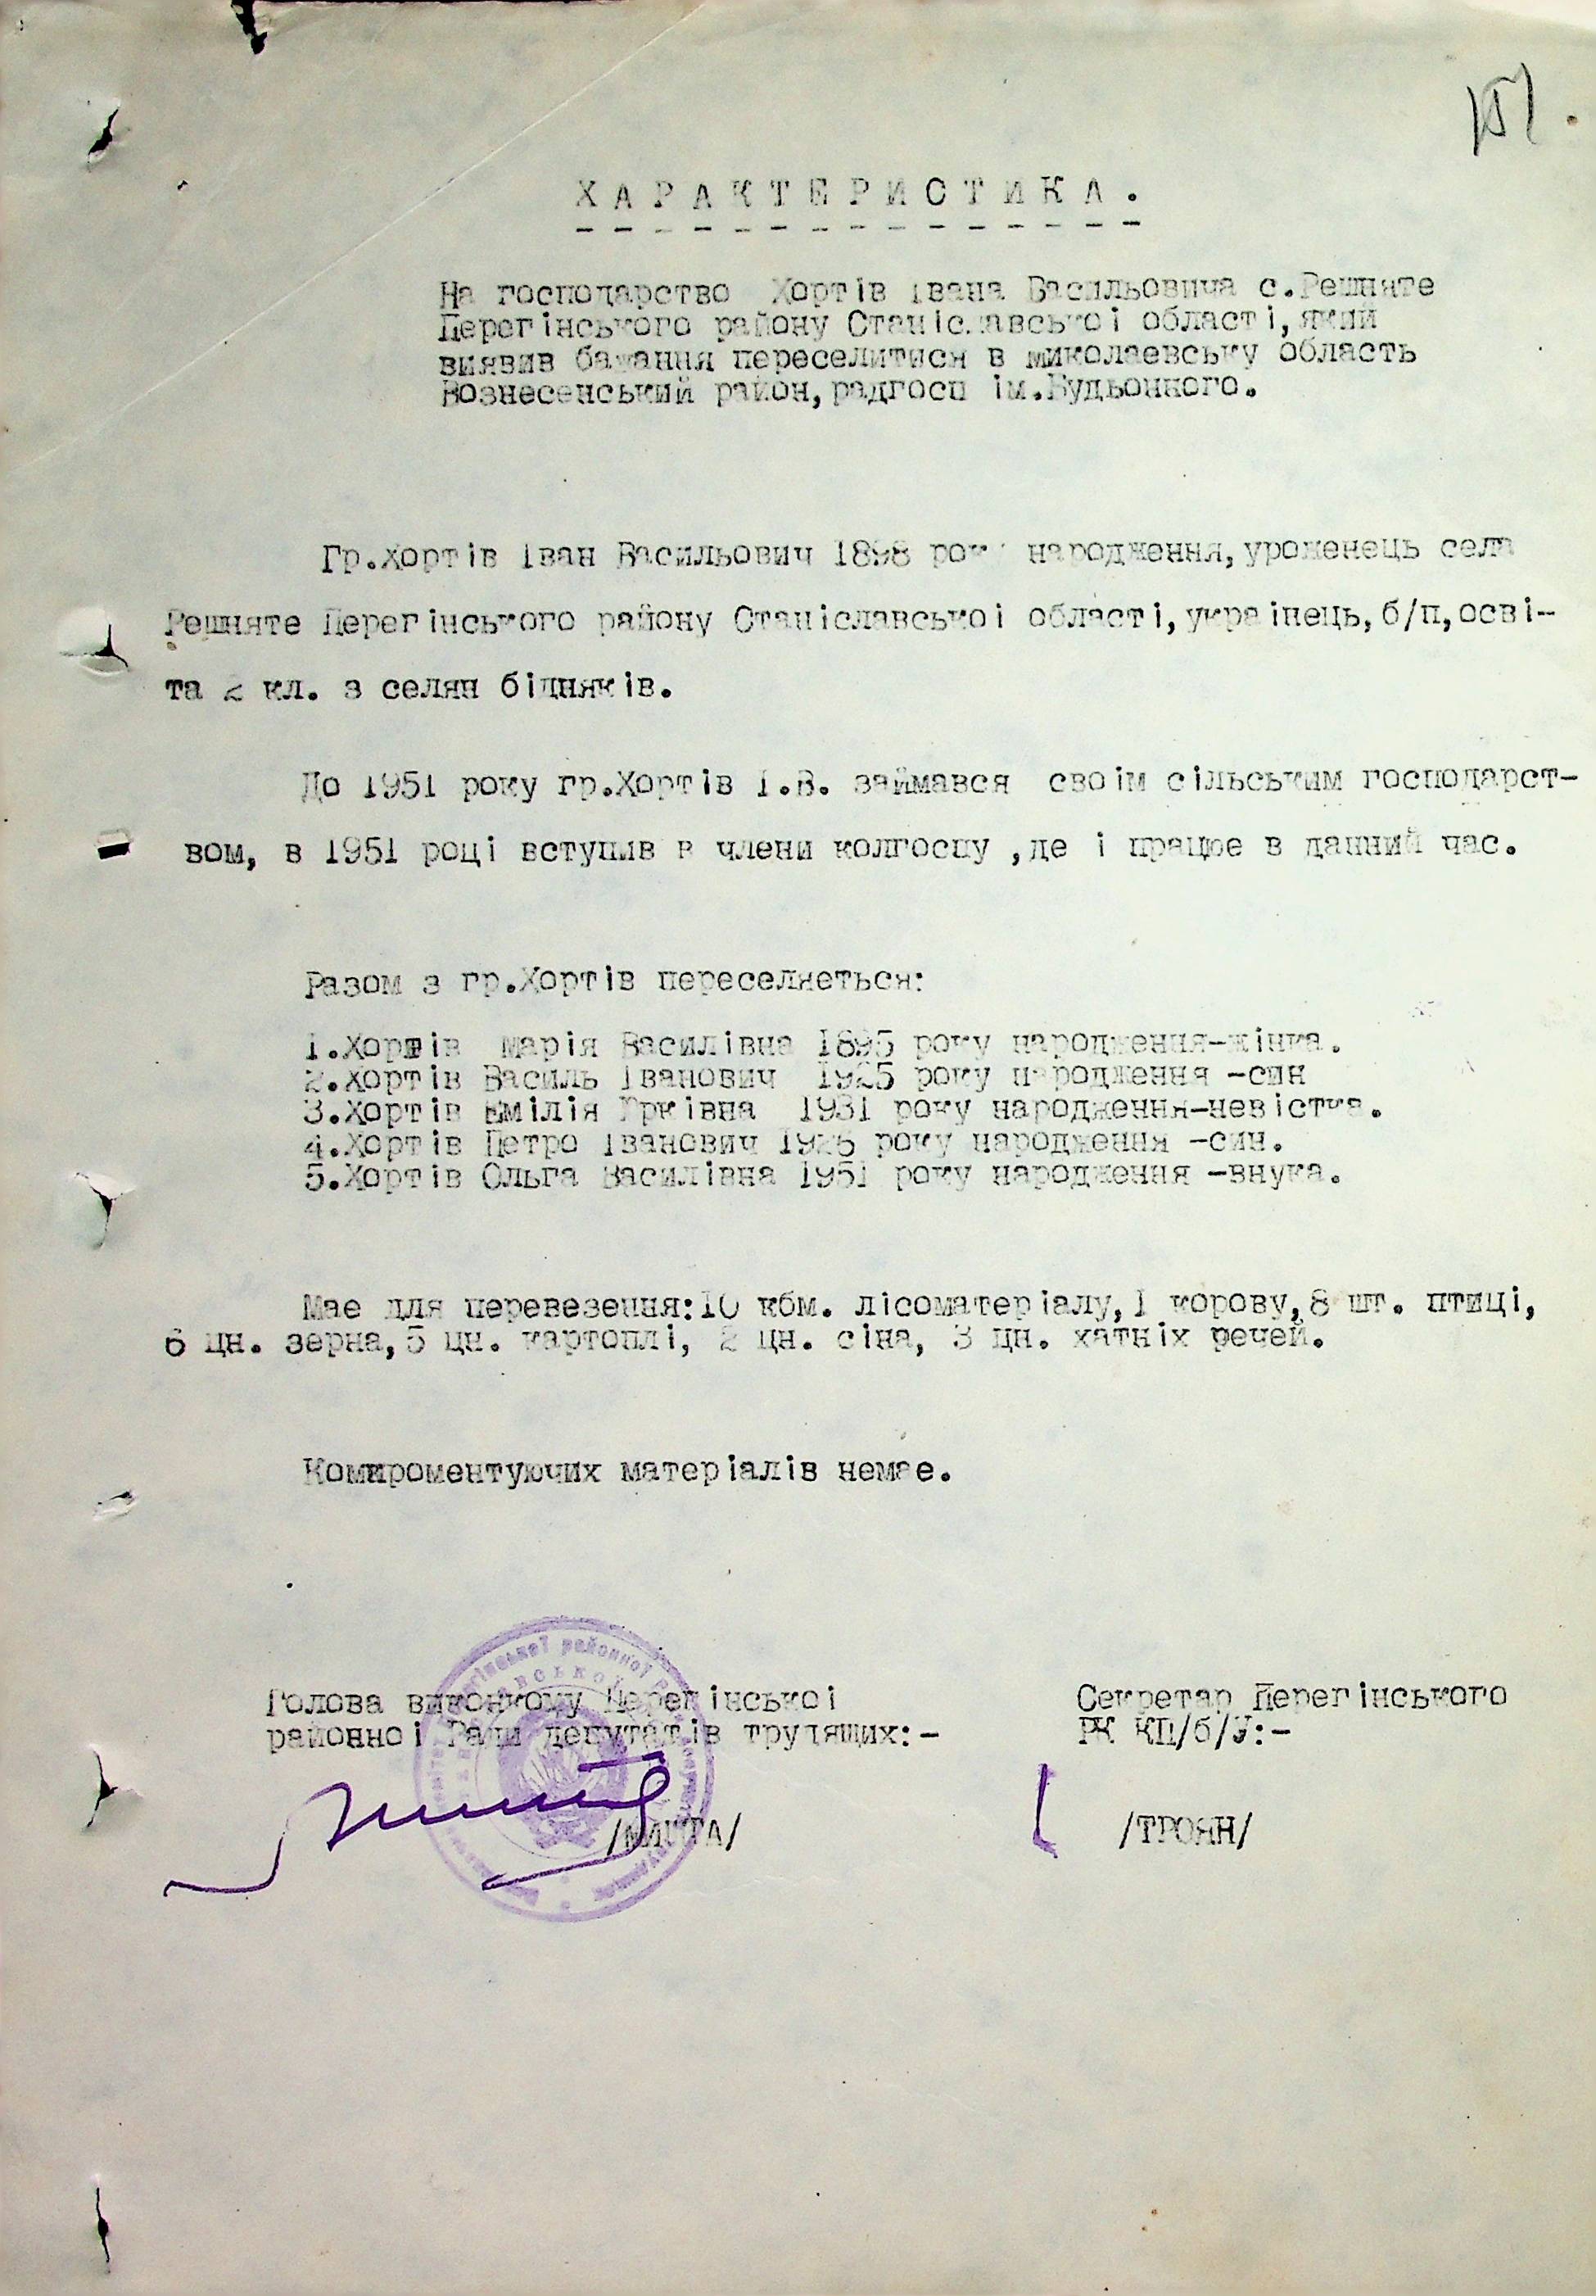 ХАРАКТЕРИСТИКА.
На господарство Хортів Івана Васильовича с.Решняте
Перегінського району Станіславської області, який
виявив бажання переселитися в миколаевську область
Вознесенський район, радгосп ім.Будьонного.
Гр.Хортів Іван Васильович 1898 року народження, уроженець села
Решняте Перегінського району Станіславської області, українець, б/п, осві-
та 2 кл. з селян бідняків.
До 1951 року гр.Хортів І.В. займався своїм сільським господарст-
вом, в 1951 році вступив в члени колгоспу ,де і працює в данний час.
Разом з гр.Хортів переселяеться:
1.Хортів Марія Василівна 1895 року народження-жінка.
2.Хортів Василь Іванович 1925 року народження -син
3.Хортів Емілія 1931 року народження-невістка.
4.Хортів Петро Іванович року народження -син.
5.Хортів Ольга Василівна 1951 року народження -внука.
Мае для перевезення:10 кбм. лісоматеріалу,1 корову,8 шт. птиці,
6 цн. зерна,5 цн. картоплі, 2 цн. сіна, 3 цн. хатніх речей.
Компроментуючих матеріалів немае.
Голова виконкому Перегінської
районної Ради депутатів трудящих:-
Секретар Перегінського
РК КП/б/У:-
/ТРОЯН/